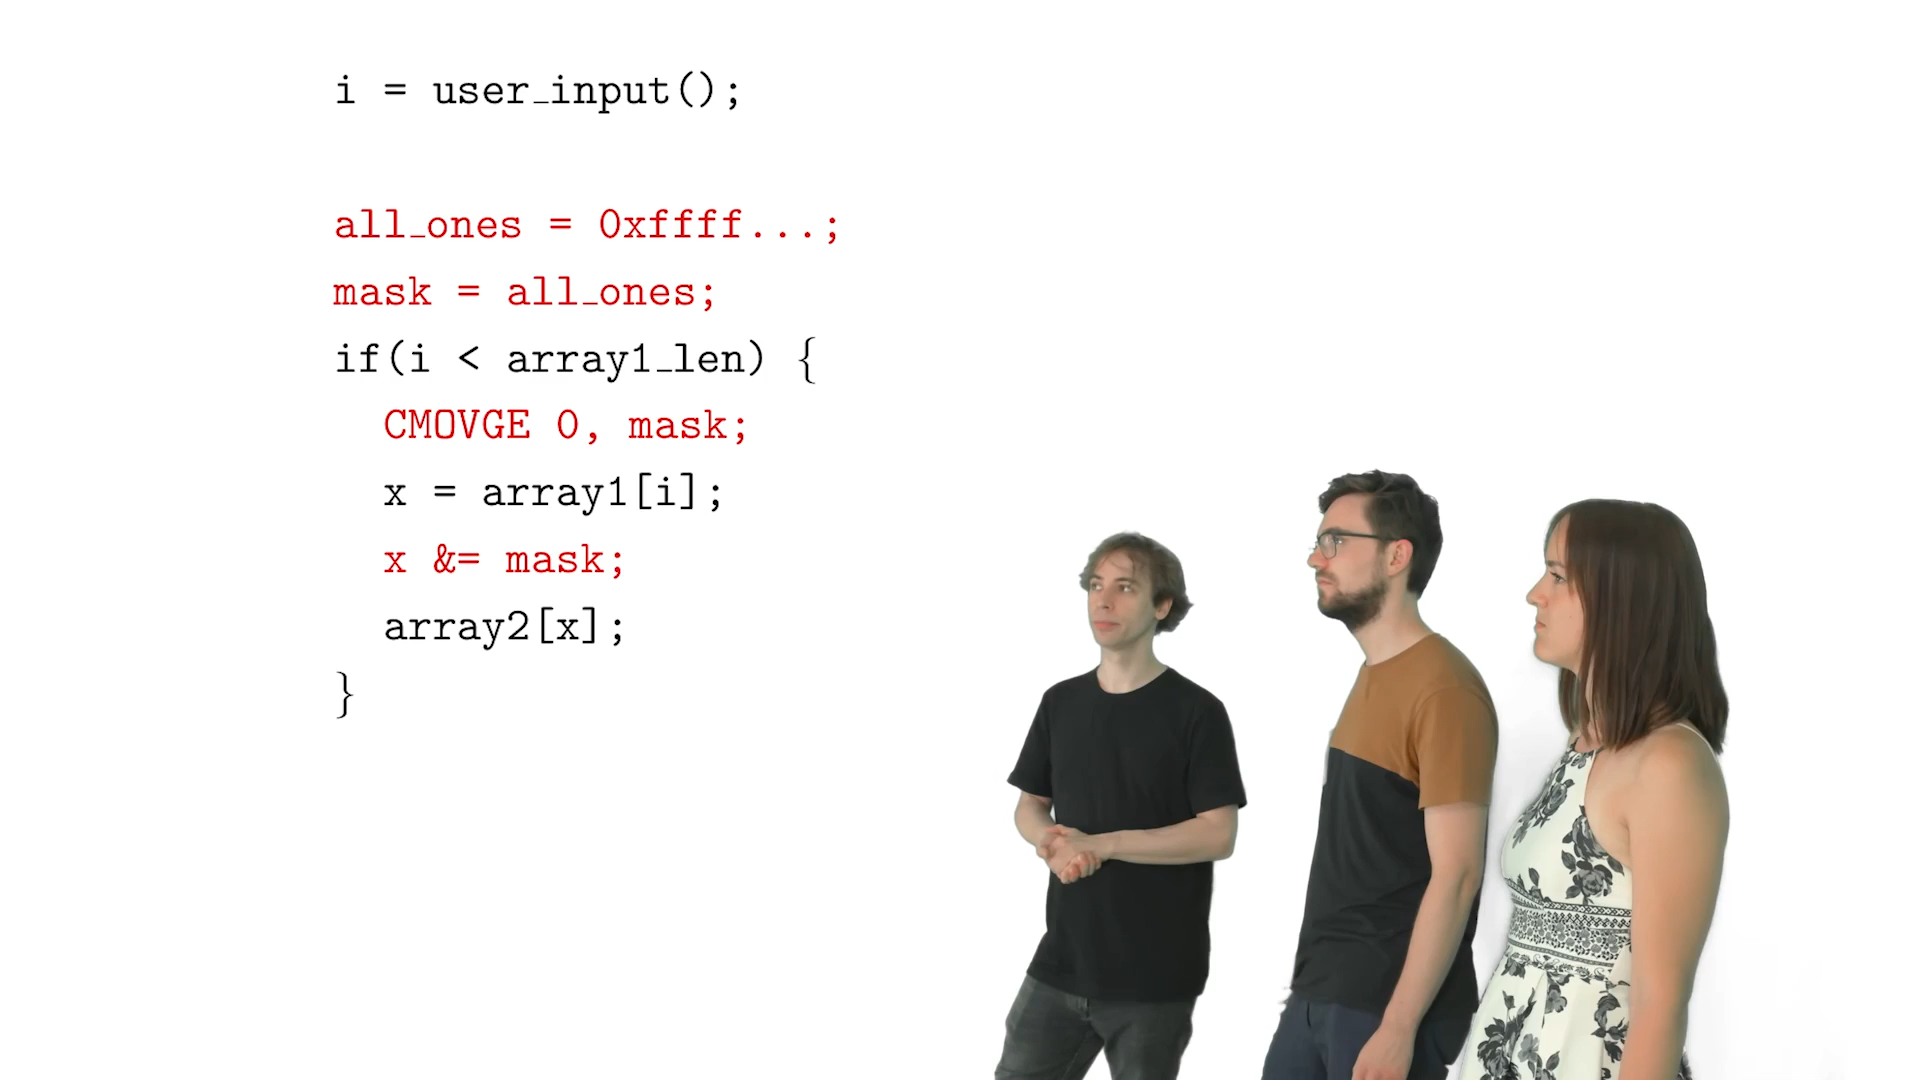 i = user_input();
all_ones = 0xffff...;
mask = all_ones;
if(i < array1_len) {
CMOVGE 0, mask;
x = array1[i];
x &= mask;
array2[x];
}